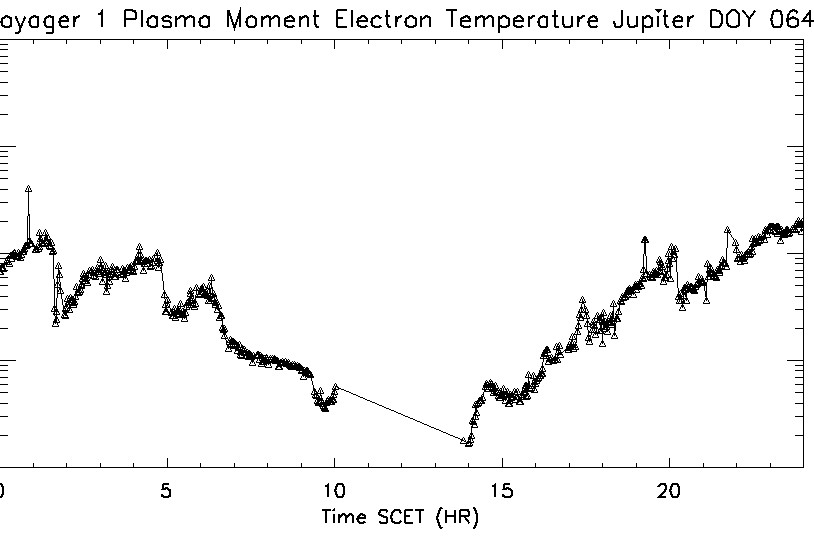 oyager 1 Plasma Moment Electron Temperature Jupiter DOY 064
0 5 10 15 20
Time SCET (HR)